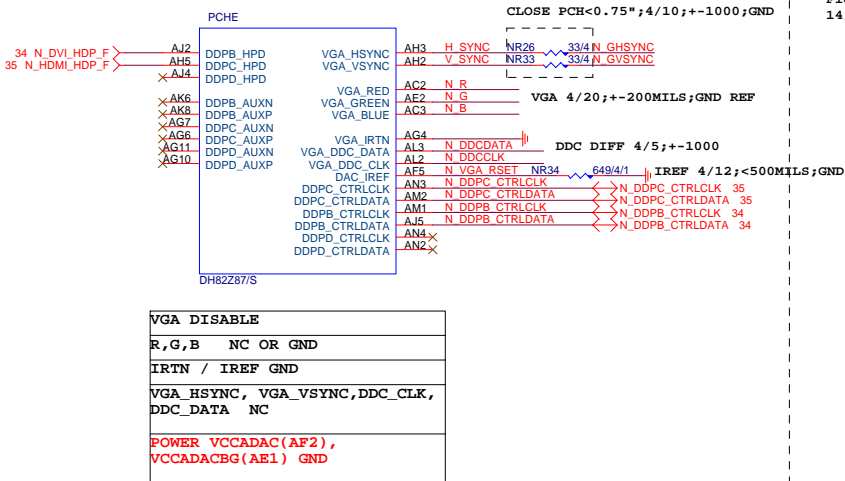 CLOSE PCH<0.75";4/10;+-1000;GND
14
PCHE
34 N_DVI_HDP_F AJ2 DDPB_HPD VGA_HSYNC AH3 H_SYNC NR26 33/4 N_GHSYNC
35 N_HDMI_HDP_F AH5 DDPC_HPD VGA_VSYNC AH2 V_SYNC NR33 33/4 N_GVSYNC
AJ4 DDPD_HPD
VGA_RED AC2 N_R
AK6 DDPB_AUXN VGA_GREEN AE2 N_G VGA 4/20;+-200MILS;GND REF
AK8 DDPB_AUXP VGA_BLUE AC3 N_B
AG7 DDPC_AUXN
AG6 DDPC_AUXP VGA_IRTN AG4
AG11 DDPD_AUXN VGA_DDC_DATA AL3 N_DDCDATA DDC DIFF 4/5;+-1000
AG10 DDPD_AUXP VGA_DDC_CLK AL2 N_DDCCLK
DAC_IREF AF5 N_VGA_RSET NR34 649/4/1 IREF 4/12;<500MILS;GND
DDPC_CTRLCLK AN3 N_DDPC_CTRLCLK N_DDPC_CTRLCLK 35
DDPC_CTRLDATA AM2 N_DDPC_CTRLDATA N_DDPC_CTRLDATA 35
DDPB_CTRLCLK AM1 N_DDPB_CTRLCLK N_DDPB_CTRLCLK 34
DDPB_CTRLDATA AJ5 N_DDPB_CTRLDATA N_DDPB_CTRLDATA 34
DDPD_CTRLCLK AN4
DDPD_CTRLDATA AN2
DH82Z87/S
VGA DISABLE
R,G,B NC OR GND
IRTN / IREF GND
VGA_HSYNC, VGA_VSYNC,DDC_CLK,
DDC_DATA NC
POWER VCCADAC(AF2),
VCCADACBG(AE1) GND